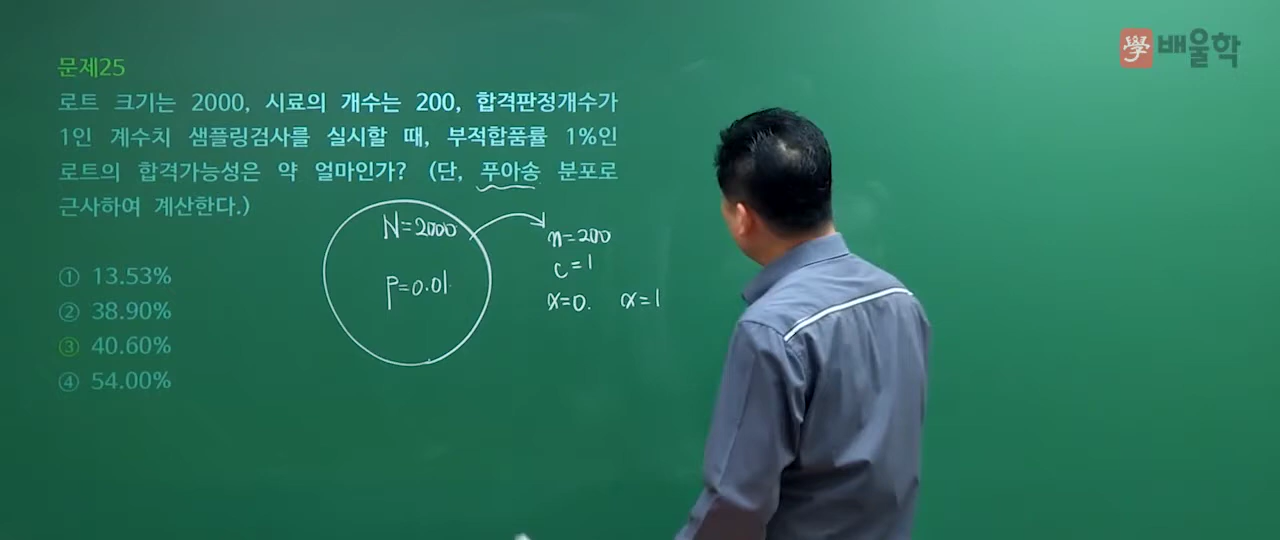 學 배울학
문제25
로트 크기는 2000, 시료의 개수는 200, 합격판정개수가
1인 계수치 샘플링검사를 실시할 때, 부적합품률 1%인
로트의 합격가능성은 약 얼마인가? (단, 푸아송 분포로
근사하여 계산한다.)
N=2000
P=0.01
n=200
c=1
x=0. x=1
① 13.53%
② 38.90%
③ 40.60%
④ 54.00%